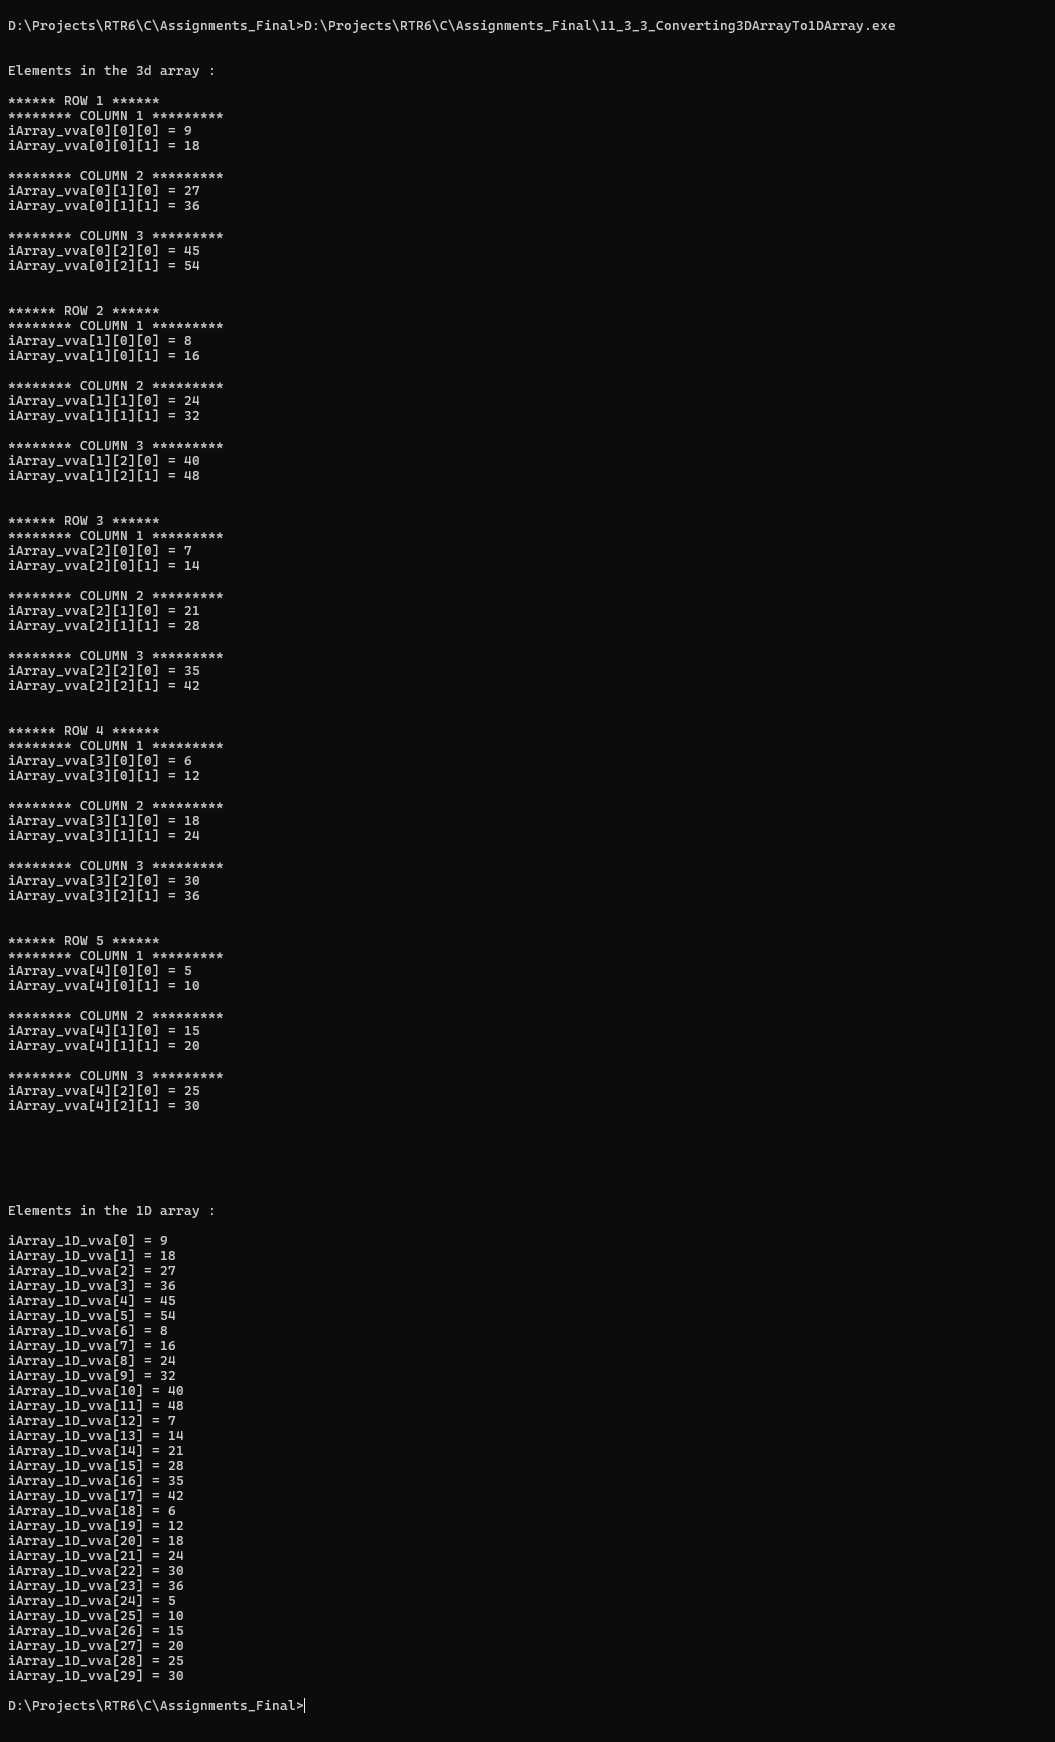 D:\Projects\RTR6\C\Assignments_Final>D:\Projects\RTR6\C\Assignments_Final\11_3_3_Converting3DArrayTo1DArray.exe
Elements in the 3d array :
****** ROW 1 ******
******** COLUMN 1 *********
iArray_vva[0][0][0] = 9
iArray_vva[0][0][1] = 18
******** COLUMN 2 *********
iArray_vva[0][1][0] = 27
iArray_vva[0][1][1] = 36
******** COLUMN 3 *********
iArray_vva[0][2][0] = 45
iArray_vva[0][2][1] = 54
****** ROW 2 ******
******** COLUMN 1 *********
iArray_vva[1][0][0] = 8
iArray_vva[1][0][1] = 16
******** COLUMN 2 *********
iArray_vva[1][1][0] = 24
iArray_vva[1][1][1] = 32
******** COLUMN 3 *********
iArray_vva[1][2][0] = 40
iArray_vva[1][2][1] = 48
****** ROW 3 ******
******** COLUMN 1 *********
iArray_vva[2][0][0] = 7
iArray_vva[2][0][1] = 14
******** COLUMN 2 *********
iArray_vva[2][1][0] = 21
iArray_vva[2][1][1] = 28
******** COLUMN 3 *********
iArray_vva[2][2][0] = 35
iArray_vva[2][2][1] = 42
****** ROW 4 ******
******** COLUMN 1 *********
iArray_vva[3][0][0] = 6
iArray_vva[3][0][1] = 12
******** COLUMN 2 *********
iArray_vva[3][1][0] = 18
iArray_vva[3][1][1] = 24
******** COLUMN 3 *********
iArray_vva[3][2][0] = 30
iArray_vva[3][2][1] = 36
****** ROW 5 ******
******** COLUMN 1 *********
iArray_vva[4][0][0] = 5
iArray_vva[4][0][1] = 10
******** COLUMN 2 *********
iArray_vva[4][1][0] = 15
iArray_vva[4][1][1] = 20
******** COLUMN 3 *********
iArray_vva[4][2][0] = 25
iArray_vva[4][2][1] = 30
Elements in the 1D array :
iArray_1D_vva[0] = 9
iArray_1D_vva[1] = 18
iArray_1D_vva[2] = 27
iArray_1D_vva[3] = 36
iArray_1D_vva[4] = 45
iArray_1D_vva[5] = 54
iArray_1D_vva[6] = 8
iArray_1D_vva[7] = 16
iArray_1D_vva[8] = 24
iArray_1D_vva[9] = 32
iArray_1D_vva[10] = 40
iArray_1D_vva[11] = 48
iArray_1D_vva[12] = 7
iArray_1D_vva[13] = 14
iArray_1D_vva[14] = 21
iArray_1D_vva[15] = 28
iArray_1D_vva[16] = 35
iArray_1D_vva[17] = 42
iArray_1D_vva[18] = 6
iArray_1D_vva[19] = 12
iArray_1D_vva[20] = 18
iArray_1D_vva[21] = 24
iArray_1D_vva[22] = 30
iArray_1D_vva[23] = 36
iArray_1D_vva[24] = 5
iArray_1D_vva[25] = 10
iArray_1D_vva[26] = 15
iArray_1D_vva[27] = 20
iArray_1D_vva[28] = 25
iArray_1D_vva[29] = 30
D:\Projects\RTR6\C\Assignments_Final>